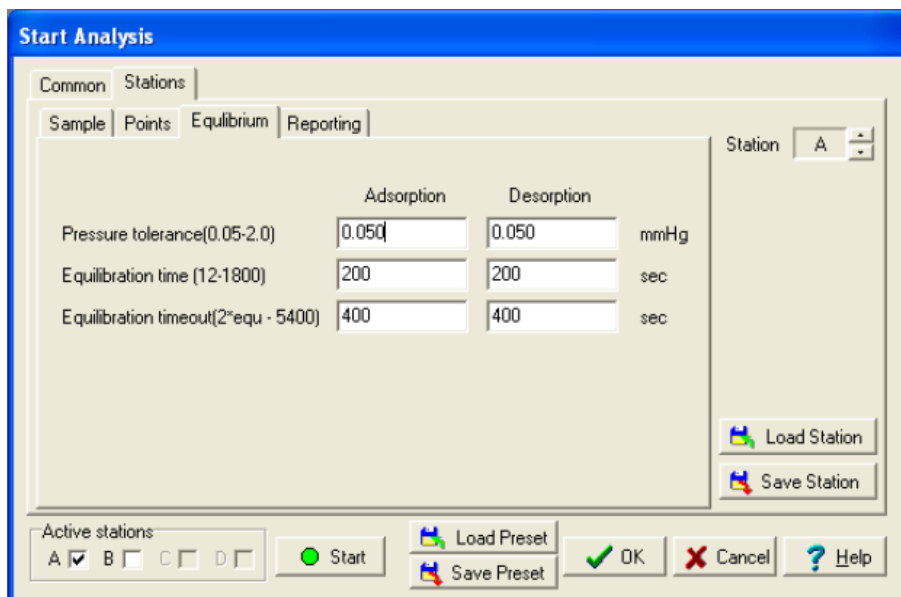 Start Analysis
Common Stations
Sample Points Equlibrium Reporting
Station A
Adsorption Desorption
Pressure tolerance(0.05-2.0) 0.050 0.050 mmHg
Equilibration time (12-1800) 200 200 sec
Equilibration timeout(2*equ - 5400) 400 400 sec
Load Station
Save Station
Active stations
A B C D
Start
Load Preset
Save Preset
OK
Cancel
? Help